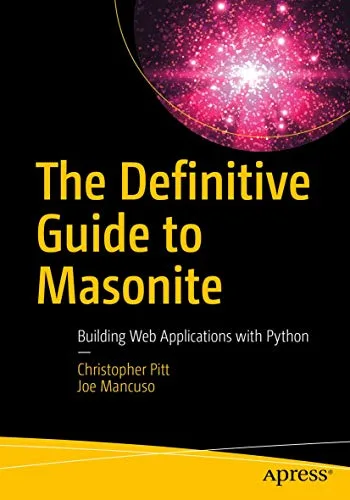 The Definitive
Guide to
Masonite
Building Web Applications with Python
—
Christopher Pitt
Joe Mancuso
Apress®